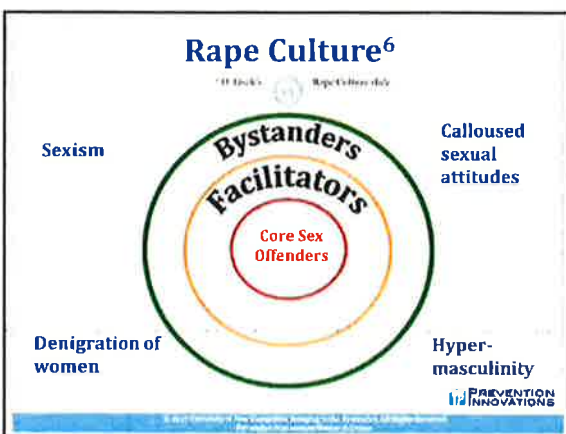 Rape Culture⁶
Bystanders
Facilitators
Core Sex
Offenders
Sexism
Calloused
sexual
attitudes
Denigration of
women
Hyper-
masculinity
PREVENTION
INNOVATIONS